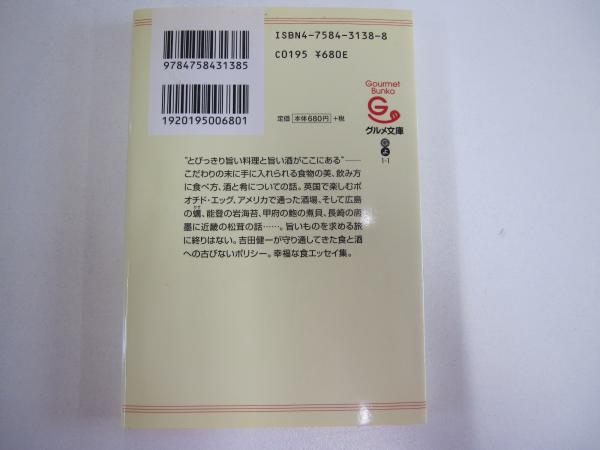 ISBN4-7584-3138-8
C0195 ¥680E
9784758431385
1920195006801
定価 本体680円 +税
Gourmet
Bunko
G
グルメ文庫
よ
1-1
"とびっきり旨い料理と旨い酒がここにある"――
こだわりの末に手に入れられる食物の美、飲み方
に食べ方、酒と肴についての話。英国で楽しむポ
オチド・エッグ、アメリカで通った酒場、そして広島
の蠣、能登の岩海苔、甲府の鮑の煮貝、長崎の唐
墨に近畿の松茸の話……。旨いものを求める旅
に終りはない。吉田健一が守り通してきた食と酒
への古びないポリシー。幸福な食エッセイ集。